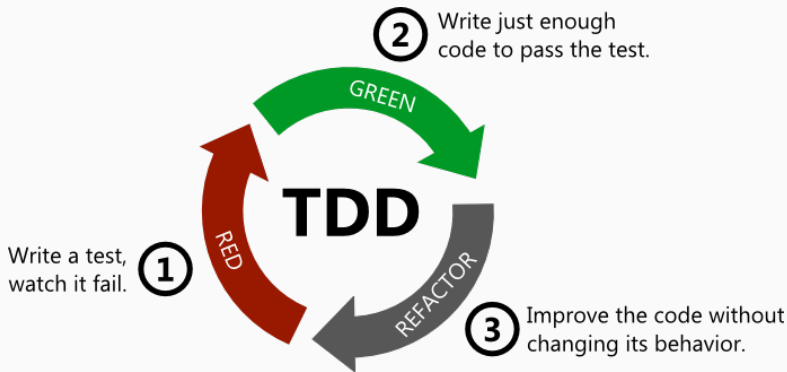 2
Write just enough
code to pass the test.
GREEN
TDD
RED
Write a test,
watch it fail.
1
REFACTOR
3
Improve the code without
changing its behavior.